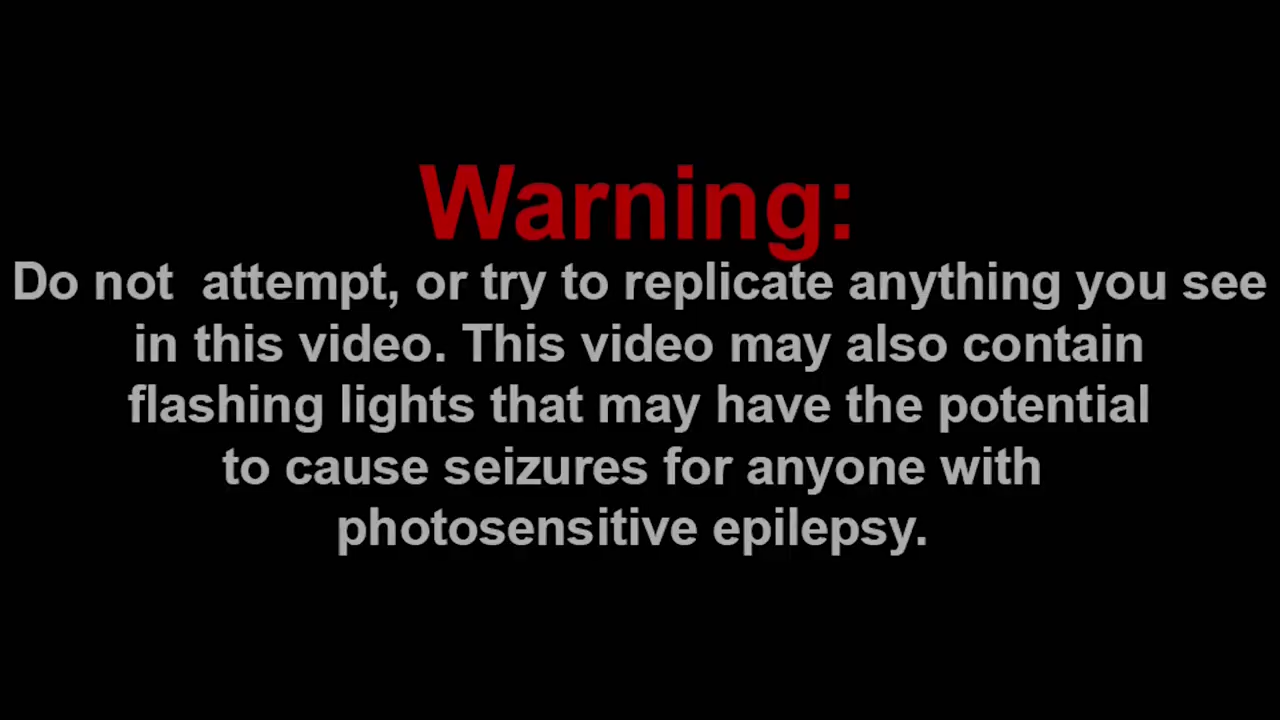 Warning:
Do not  attempt, or try to replicate anything you see
in this video. This video may also contain
flashing lights that may have the potential
to cause seizures for anyone with
photosensitive epilepsy.